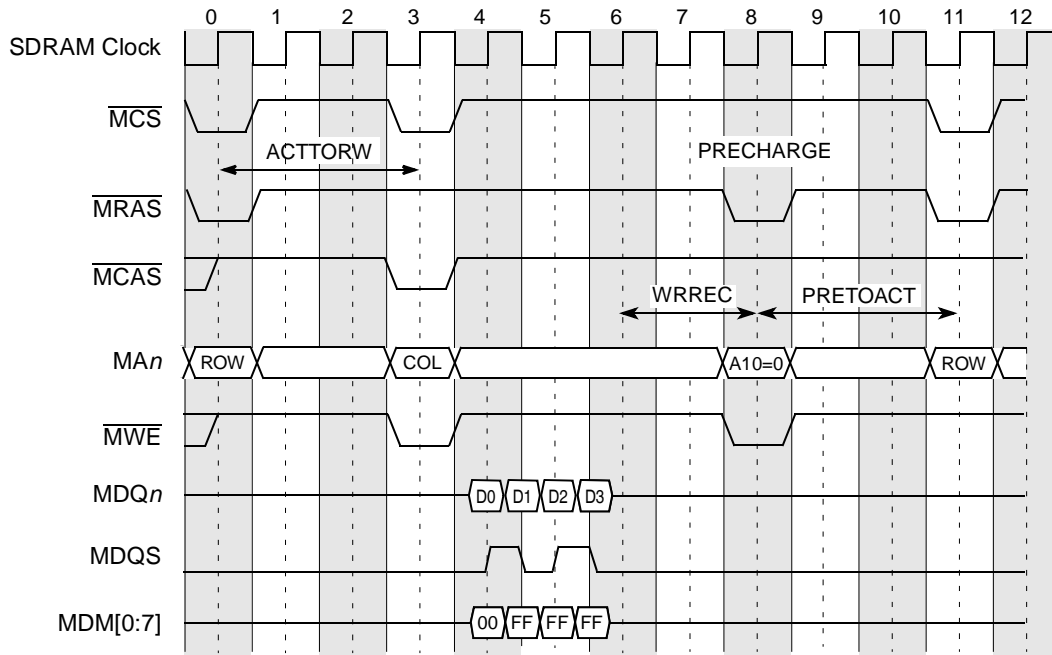 0 1 2 3 4 5 6 7 8 9 10 11 12
SDRAM Clock
MCS
ACTTORW PRECHARGE
MRAS
MCAS
WRREC PRETOACT
MAn ROW COL A10=0 ROW
MWE
MDQn D0 D1 D2 D3
MDQS
MDM[0:7] 00 FF FF FF